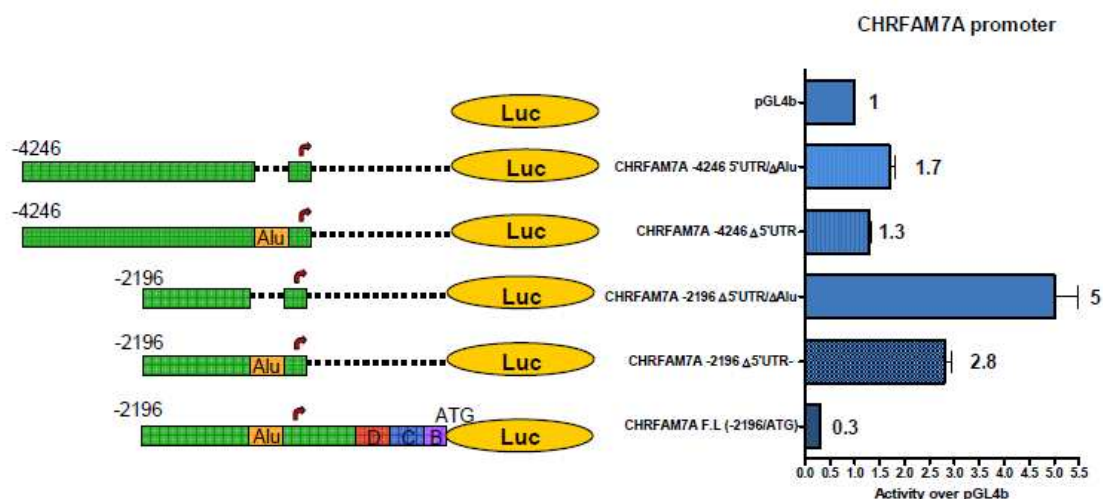 CHRFAM7A promoter
Luc
pGL4b
1
-4246
Luc
CHRFAM7A -4246 5'UTR/ΔAlu
1.7
-4246
Alu
Luc
CHRFAM7A -4246 Δ5'UTR
1.3
-2196
Luc
CHRFAM7A -2196 Δ5'UTR/ΔAlu
5
-2196
Alu
Luc
CHRFAM7A -2196 Δ5'UTR-
2.8
-2196
ATG
Alu
D
C
B
Luc
CHRFAM7A F.L (-2196/ATG)
0.3
0.0 0.5 1.0 1.5 2.0 2.5 3.0 3.5 4.0 4.5 5.0 5.5
Activity over pGL4b